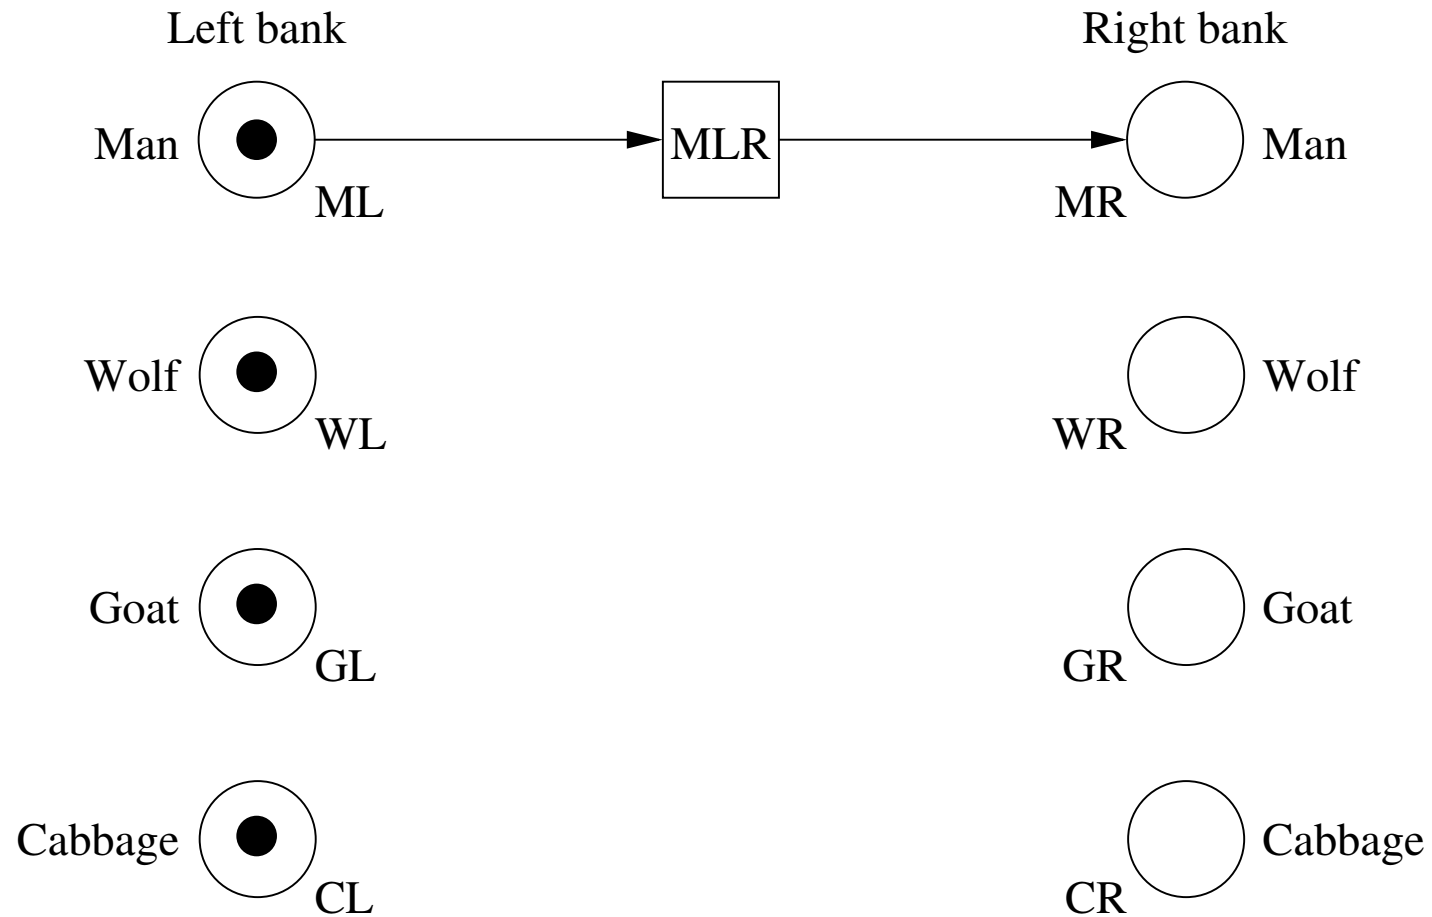 Left bank Right bank
Man MLR Man
ML MR
Wolf Wolf
WL WR
Goat Goat
GL GR
Cabbage Cabbage
CL CR